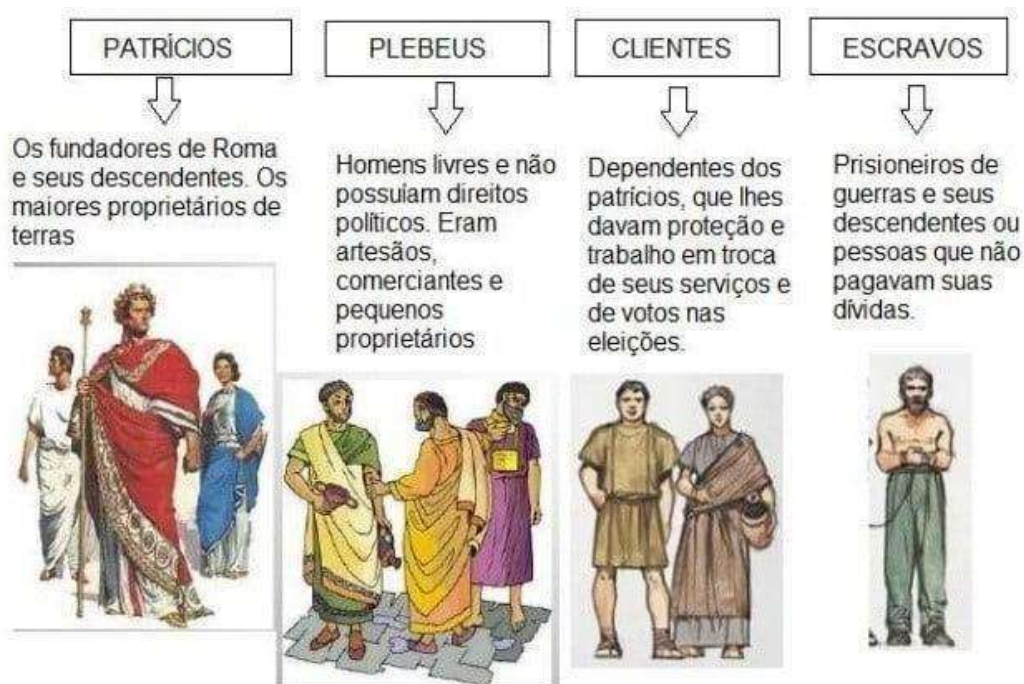 PATRÍCIOS
Os fundadores de Roma
e seus descendentes. Os
maiores proprietários de
terras
PLEBEUS
Homens livres e não
possuíam direitos
políticos. Eram
artesãos,
comerciantes e
pequenos
proprietários
CLIENTES
Dependentes dos
patrícios, que lhes
davam proteção e
trabalho em troca
de seus serviços e
de votos nas
eleições.
ESCRAVOS
Prisioneiros de
guerras e seus
descendentes ou
pessoas que não
pagavam suas
dívidas.